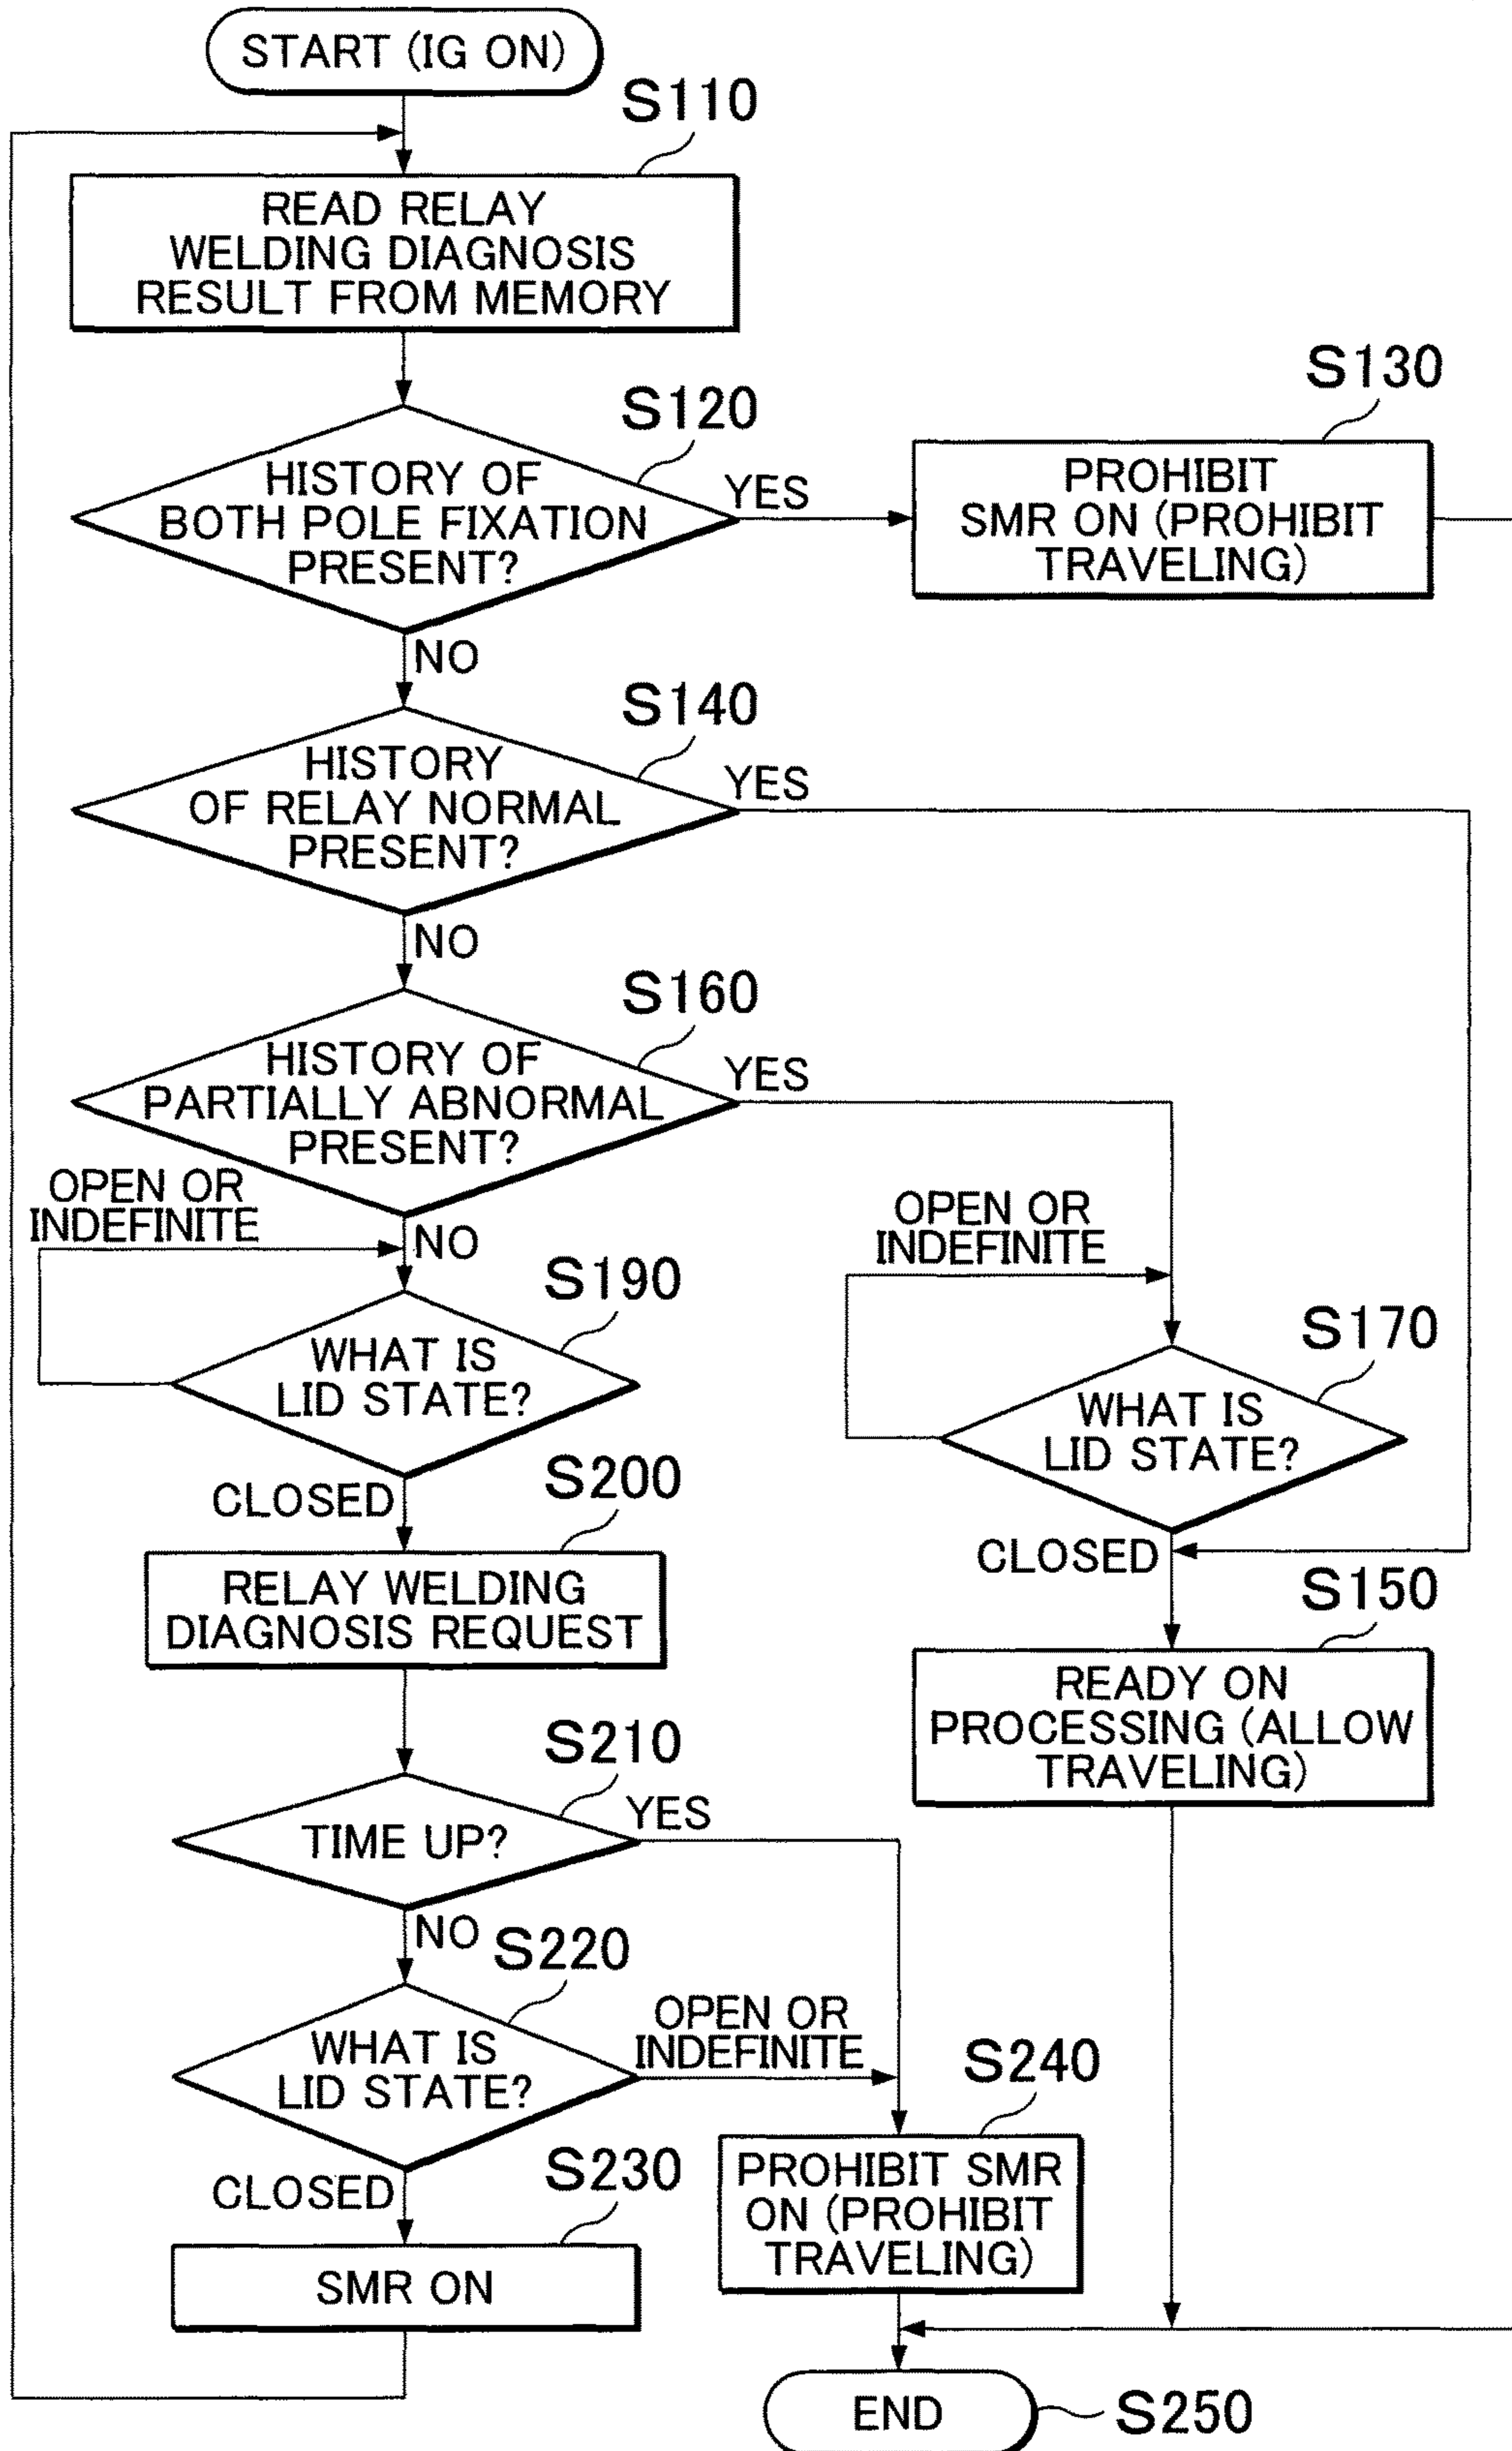 START (IG ON)
S110
READ RELAY
WELDING DIAGNOSIS
RESULT FROM MEMORY
S120
HISTORY OF
BOTH POLE FIXATION
PRESENT?
YES
NO
S130
PROHIBIT
SMR ON (PROHIBIT
TRAVELING)
S140
HISTORY
OF RELAY NORMAL
PRESENT?
YES
NO
S160
HISTORY OF
PARTIALLY ABNORMAL
PRESENT?
YES
NO
OPEN OR
INDEFINITE
S190
WHAT IS
LID STATE?
CLOSED
OPEN OR
INDEFINITE
S170
WHAT IS
LID STATE?
CLOSED
S200
RELAY WELDING
DIAGNOSIS REQUEST
S150
READY ON
PROCESSING (ALLOW
TRAVELING)
S210
TIME UP?
YES
NO
S220
WHAT IS
LID STATE?
OPEN OR
INDEFINITE
CLOSED
S240
PROHIBIT SMR
ON (PROHIBIT
TRAVELING)
S230
SMR ON
END
S250